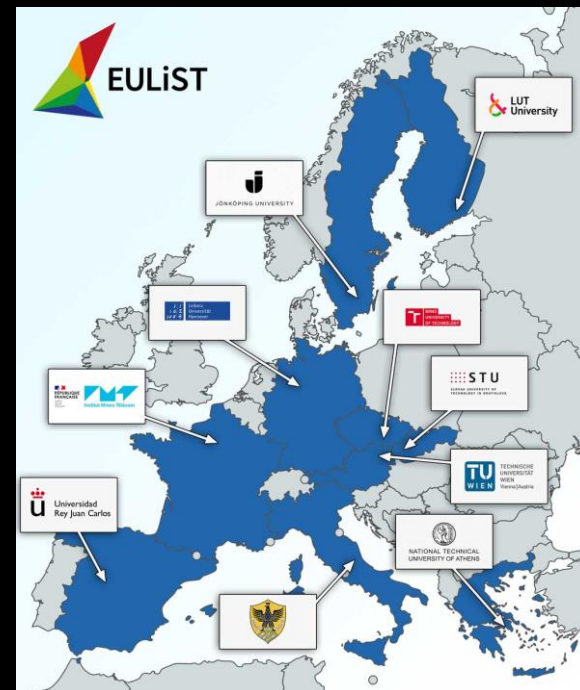 EULiST
LUT
University
JÖNKÖPING UNIVERSITY
Leibniz
Universität
Hannover
BRNO
UNIVERSITY
OF TECHNOLOGY
STU
SLOVAK UNIVERSITY OF
TECHNOLOGY IN BRATISLAVA
RÉPUBLIQUE
FRANÇAISE
Institut Mines-Télécom
TU
WIEN
TECHNISCHE
UNIVERSITÄT
WIEN
Vienna | Austria
Universidad
Rey Juan Carlos
NATIONAL TECHNICAL
UNIVERSITY OF ATHENS